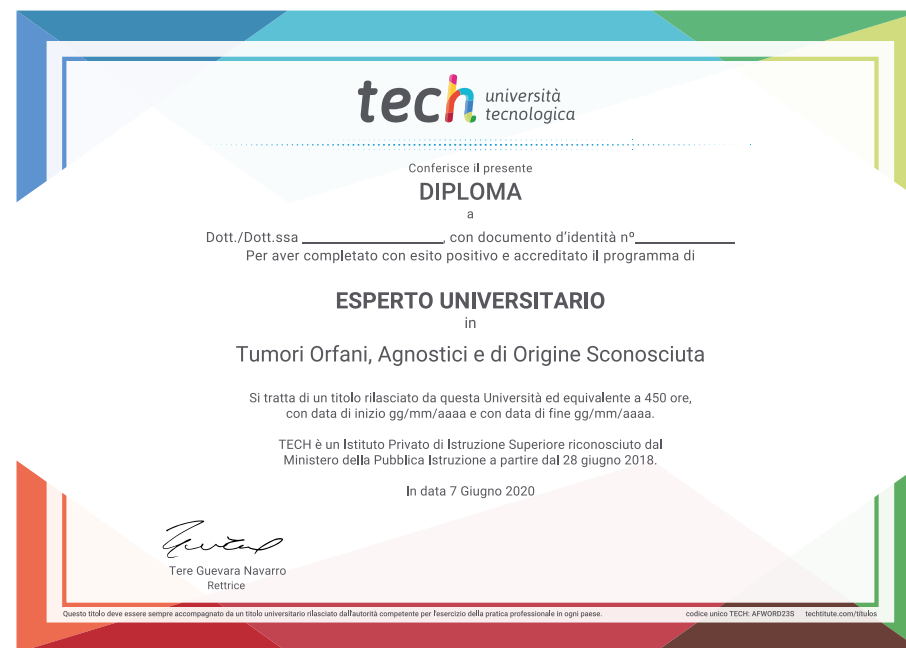 tech università
tecnologica
Conferisce il presente
DIPLOMA
a
Dott./Dott.ssa ________________, con documento d'identità nº____________
Per aver completato con esito positivo e accreditato il programma di
ESPERTO UNIVERSITARIO
in
Tumori Orfani, Agnostici e di Origine Sconosciuta
Si tratta di un titolo rilasciato da questa Università ed equivalente a 450 ore,
con data di inizio gg/mm/aaaa e con data di fine gg/mm/aaaa.
TECH è un Istituto Privato di Istruzione Superiore riconosciuto dal
Ministero della Pubblica Istruzione a partire dal 28 giugno 2018.
In data 7 Giugno 2020
Tere Guevara Navarro
Rettrice
Questo titolo deve essere sempre accompagnato da un titolo universitario rilasciato dall'autorità competente per l'esercizio della pratica professionale in ogni paese. codice unico TECH: AFWORD23S techtitute.com/titulos